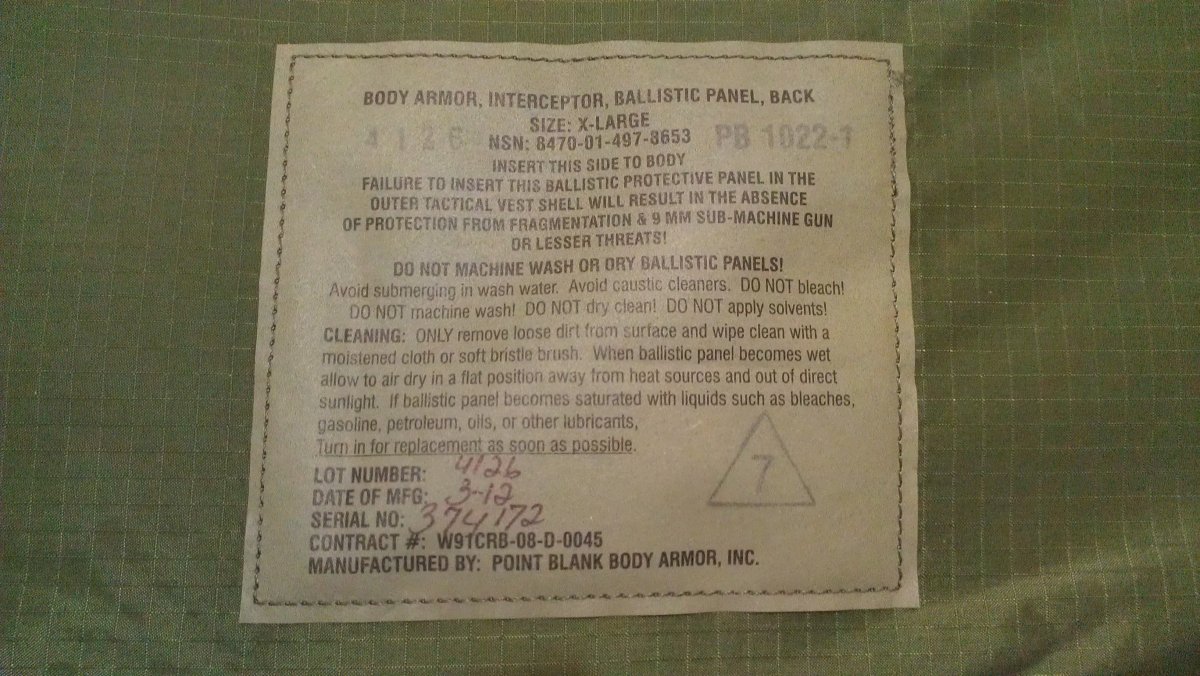 BODY ARMOR, INTERCEPTOR, BALLISTIC PANEL, BACK
SIZE: X-LARGE
4126 NSN: 8470-01-497-8653 PB 1022-1
INSERT THIS SIDE TO BODY
FAILURE TO INSERT THIS BALLISTIC PROTECTIVE PANEL IN THE
OUTER TACTICAL VEST SHELL WILL RESULT IN THE ABSENCE
OF PROTECTION FROM FRAGMENTATION & 9 MM SUB-MACHINE GUN
OR LESSER THREATS!
DO NOT MACHINE WASH OR DRY BALLISTIC PANELS!
Avoid submerging in wash water. Avoid caustic cleaners. DO NOT bleach!
DO NOT machine wash! DO NOT dry clean! DO NOT apply solvents!
CLEANING: ONLY remove loose dirt from surface and wipe clean with a
moistened cloth or soft bristle brush. When ballistic panel becomes wet
allow to air dry in a flat position away from heat sources and out of direct
sunlight. If ballistic panel becomes saturated with liquids such as bleaches,
gasoline, petroleum, oils, or other lubricants,
Turn in for replacement as soon as possible.
7
LOT NUMBER: 4126
DATE OF MFG: 3-12
SERIAL NO: 374172
CONTRACT #: W91CRB-08-D-0045
MANUFACTURED BY: POINT BLANK BODY ARMOR, INC.